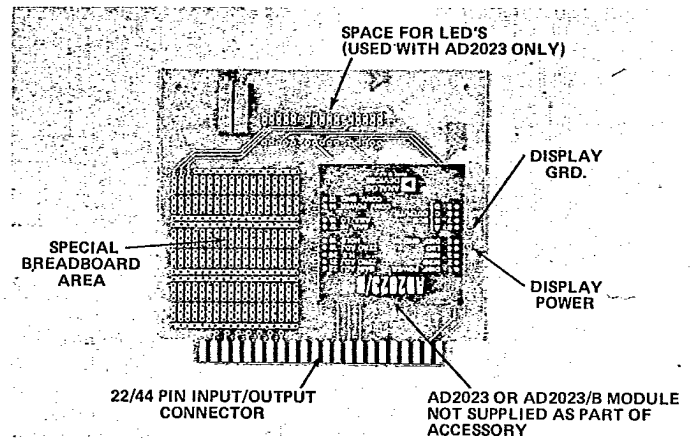 SPACE FOR LED'S
(USED WITH AD2023 ONLY)
DISPLAY
GRD.
SPECIAL
BREADBOARD
AREA
DISPLAY
POWER
AD2023/
22/44 PIN INPUT/OUTPUT
CONNECTOR
AD2023 OR AD2023/B MODULE
NOT SUPPLIED AS PART OF
ACCESSORY